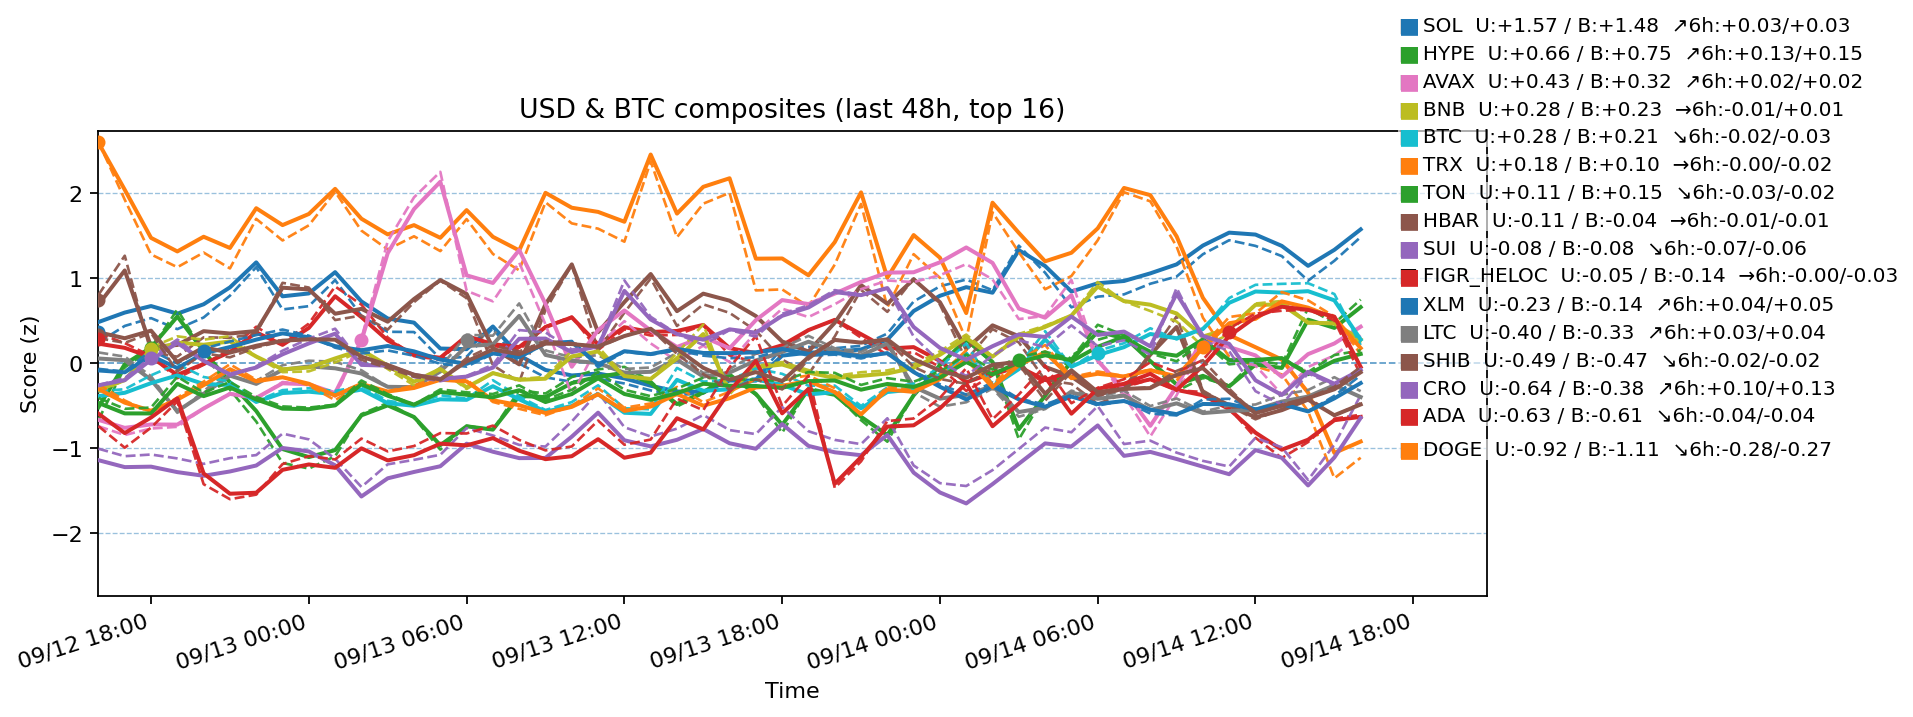 USD & BTC composites (last 48h, top 16)
SOL U:+1.57 / B:+1.48 ↗6h:+0.03/+0.03
HYPE U:+0.66 / B:+0.75 ↗6h:+0.13/+0.15
AVAX U:+0.43 / B:+0.32 ↗6h:+0.02/+0.02
BNB U:+0.28 / B:+0.23 →6h:-0.01/+0.01
BTC U:+0.28 / B:+0.21 ↘6h:-0.02/-0.03
TRX U:+0.18 / B:+0.10 →6h:-0.00/-0.02
TON U:+0.11 / B:+0.15 ↘6h:-0.03/-0.02
HBAR U:-0.11 / B:-0.04 →6h:-0.01/-0.01
SUI U:-0.08 / B:-0.08 ↘6h:-0.07/-0.06
FIGR_HELOC U:-0.05 / B:-0.14 →6h:-0.00/-0.03
XLM U:-0.23 / B:-0.14 ↗6h:+0.04/+0.05
LTC U:-0.40 / B:-0.33 ↗6h:+0.03/+0.04
SHIB U:-0.49 / B:-0.47 ↘6h:-0.02/-0.02
CRO U:-0.64 / B:-0.38 ↗6h:+0.10/+0.13
ADA U:-0.63 / B:-0.61 ↘6h:-0.04/-0.04
DOGE U:-0.92 / B:-1.11 ↘6h:-0.28/-0.27
Score (z)
2
1
0
−1
−2
09/12 18:00
09/13 00:00
09/13 06:00
09/13 12:00
09/13 18:00
09/14 00:00
09/14 06:00
09/14 12:00
09/14 18:00
Time